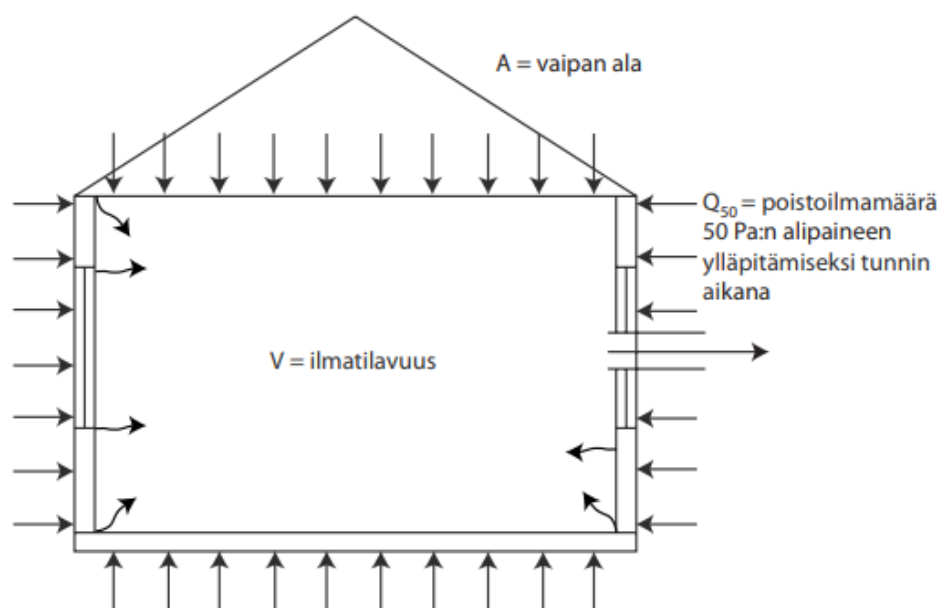 A = vaipan ala
Q₅₀ = poistoilmamäärä
50 Pa:n alipaineen
ylläpitämiseksi tunnin
aikana
V = ilmatilavuus